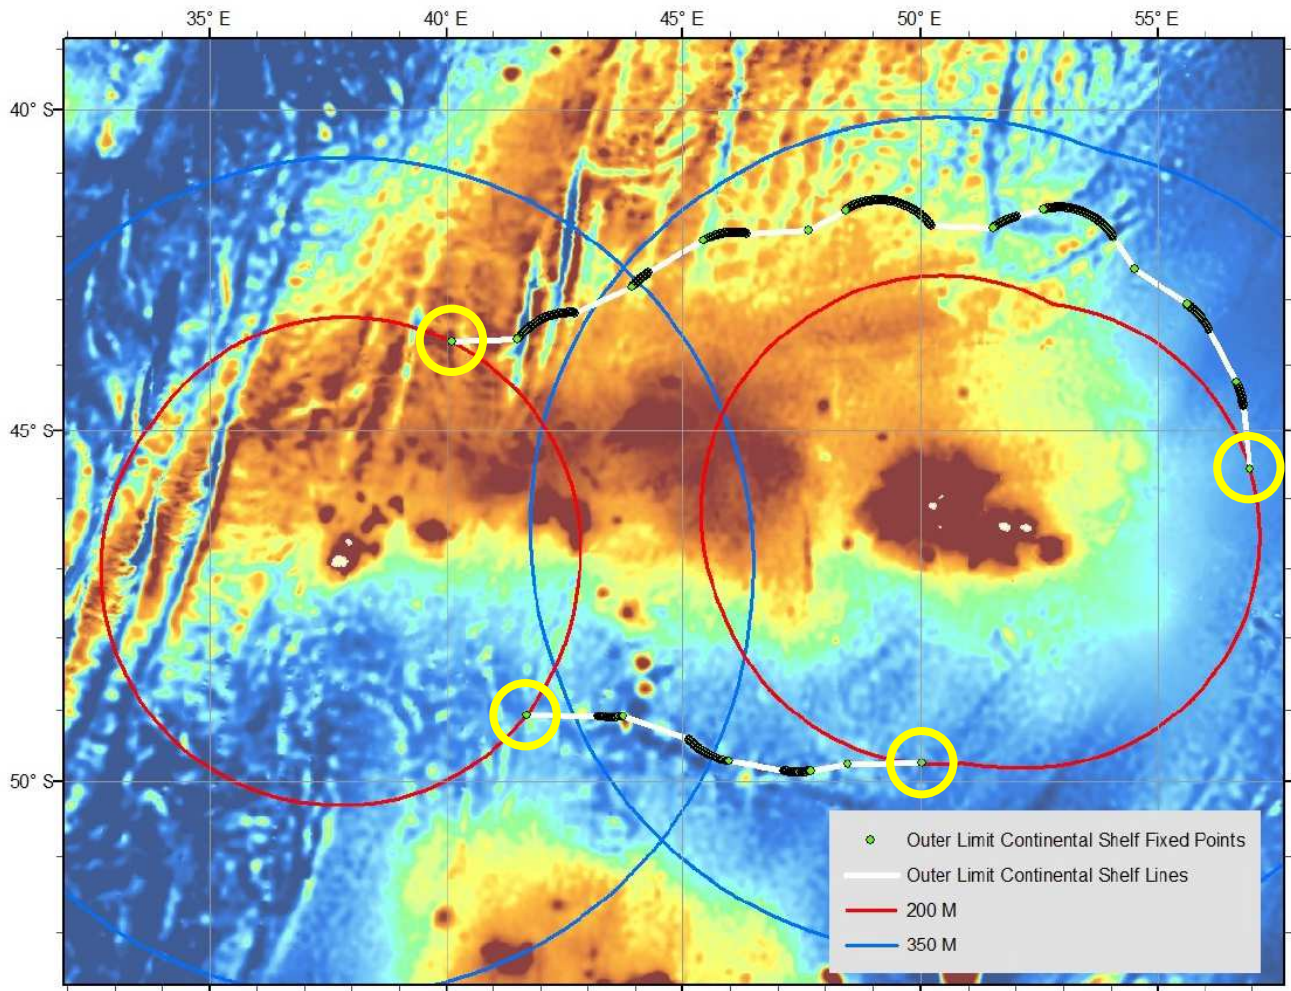 35° E 40° E 45° E 50° E 55° E
40° S
45° S
50° S
Outer Limit Continental Shelf Fixed Points
Outer Limit Continental Shelf Lines
200 M
350 M